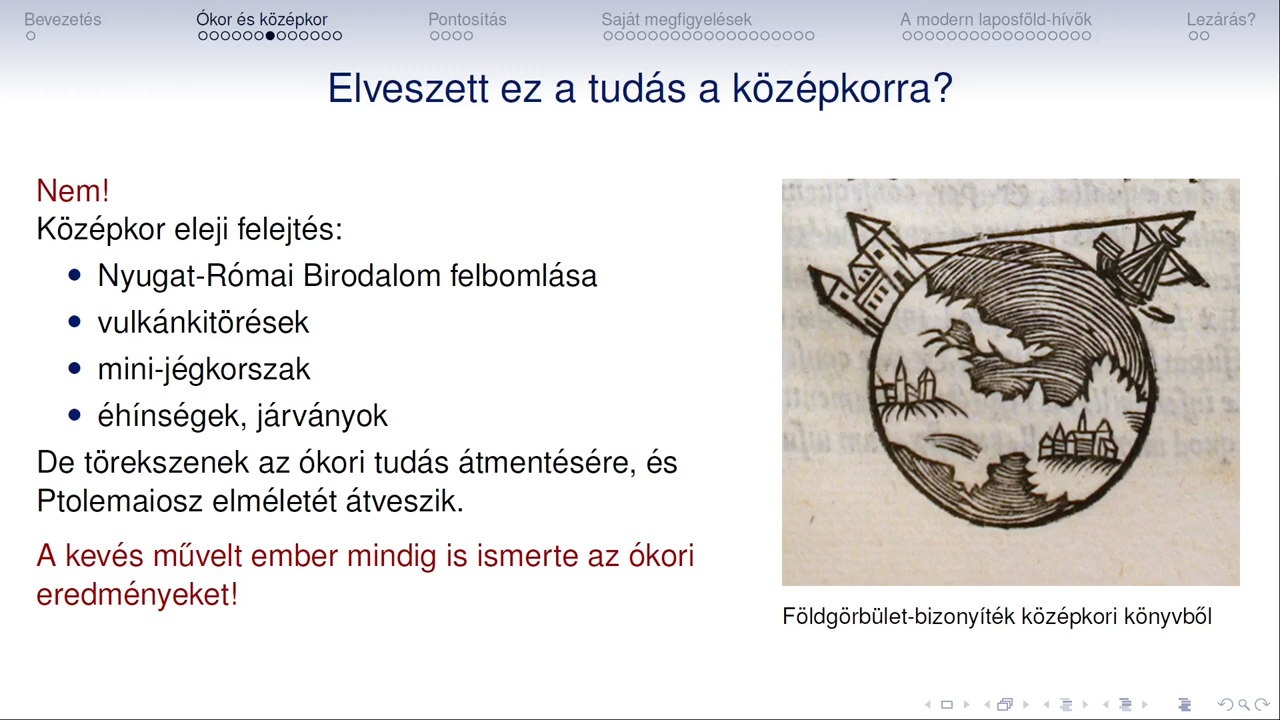 Bevezetés
Ókor és középkor
Pontosítás
Saját megfigyelések
A modern laposföld-hívők
Lezárás?
Elveszett ez a tudás a középkorra?
Nem!
Középkor eleji felejtés:
Nyugat-Római Birodalom felbomlása
vulkánkitörések
mini-jégkorszak
éhínségek, járványok
De törekszenek az ókori tudás átmentésére, és
Ptolemaiosz elméletét átveszik.
A kevés művelt ember mindig is ismerte az ókori
eredményeket!
Földgörbület-bizonyíték középkori könyvből